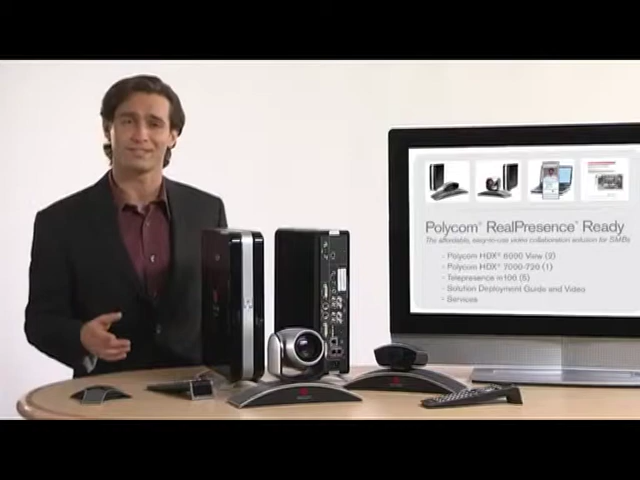 Polycom® RealPresence™ Ready
The affordable, easy-to-use video collaboration solution for SMBs
- Polycom HDX® 6000 View (2)
- Polycom HDX® 7000-720 (1)
- Telepresence m100 (5)
- Solution Deployment Guide and Video
- Services